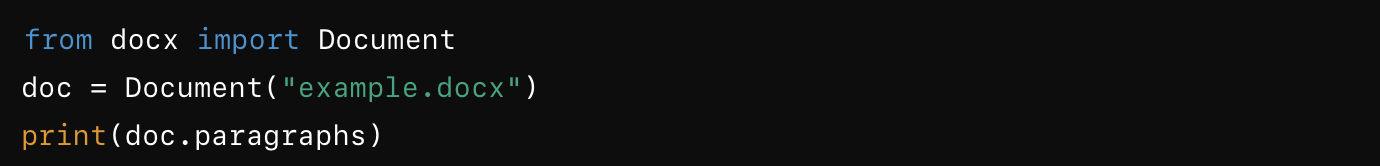 from docx import Document
doc = Document("example.docx")
print(doc.paragraphs)